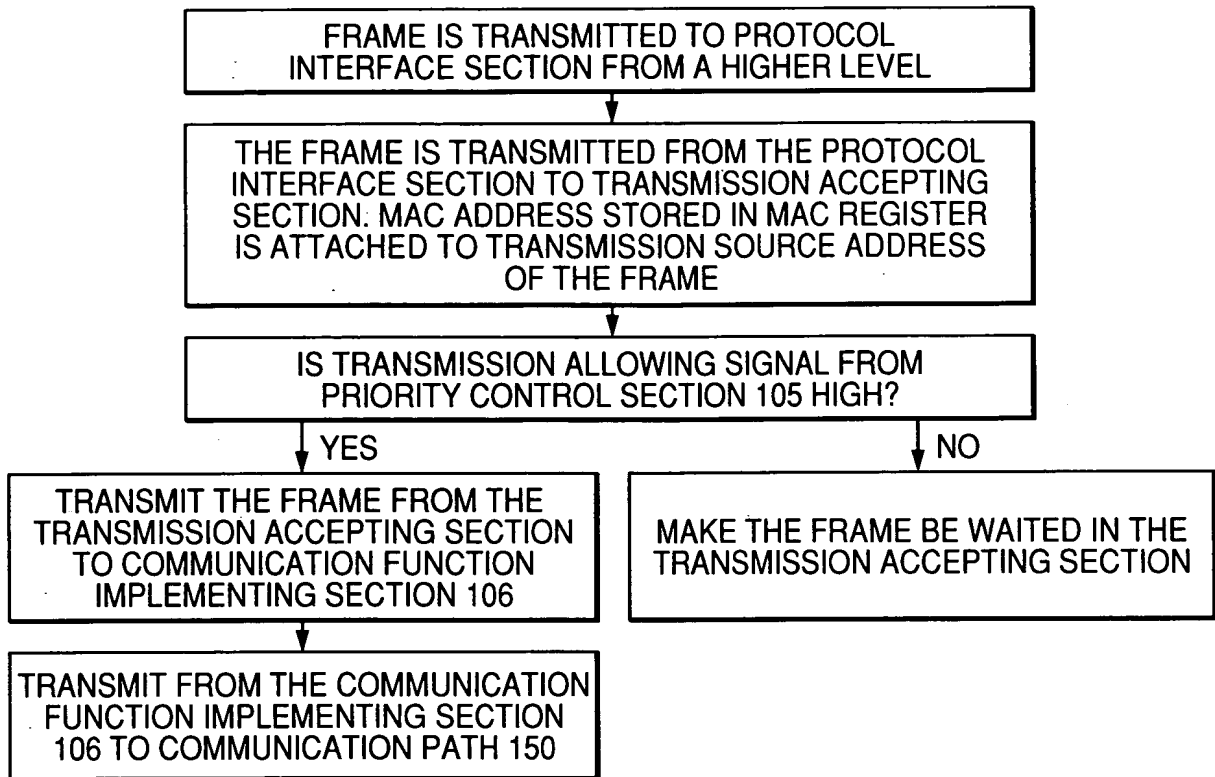 FRAME IS TRANSMITTED TO PROTOCOL
INTERFACE SECTION FROM A HIGHER LEVEL
THE FRAME IS TRANSMITTED FROM THE PROTOCOL
INTERFACE SECTION TO TRANSMISSION ACCEPTING
SECTION. MAC ADDRESS STORED IN MAC REGISTER
IS ATTACHED TO TRANSMISSION SOURCE ADDRESS
OF THE FRAME
IS TRANSMISSION ALLOWING SIGNAL FROM
PRIORITY CONTROL SECTION 105 HIGH?
YES
NO
TRANSMIT THE FRAME FROM THE
TRANSMISSION ACCEPTING SECTION
TO COMMUNICATION FUNCTION
IMPLEMENTING SECTION 106
MAKE THE FRAME BE WAITED IN THE
TRANSMISSION ACCEPTING SECTION
TRANSMIT FROM THE COMMUNICATION
FUNCTION IMPLEMENTING SECTION
106 TO COMMUNICATION PATH 150